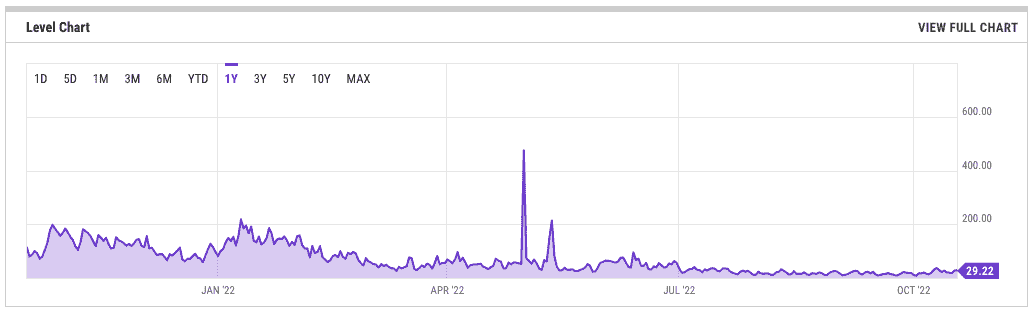 Level Chart VIEW FULL CHART
1D 5D 1M 3M 6M YTD 1Y 3Y 5Y 10Y MAX
600.00
400.00
200.00
29.22
JAN '22 APR '22 JUL '22 OCT '22